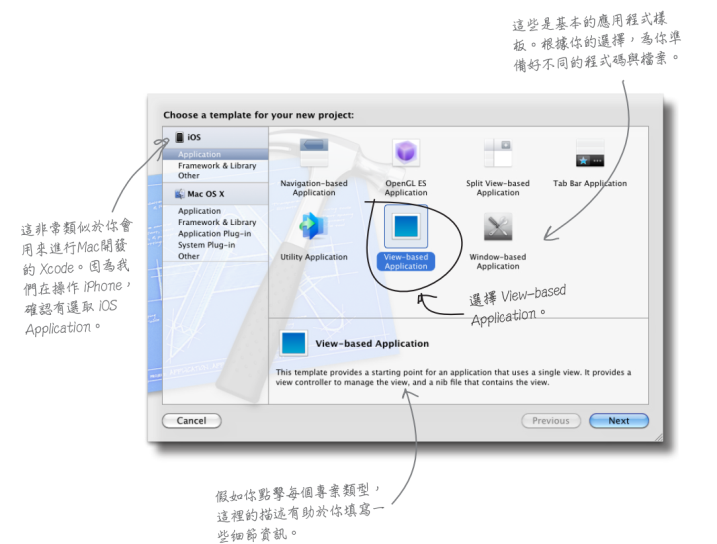 這些是基本的應用程式樣
板。根據你的選擇，為你準
備好不同的程式碼與檔案。
Choose a template for your new project:
iOS
Application
Framework & Library
Other
Mac OS X
Application
Framework & Library
Application Plug-in
System Plug-in
Other
Navigation-based
Application
OpenGL ES
Application
Split View-based
Application
Tab Bar Application
Utility Application
View-based
Application
Window-based
Application
這非常類似於你會
用來進行Mac開發
的 Xcode。因為我
們在操作 iPhone，
確認有選取 iOS
Application。
選擇 View-based
Application。
View-based Application
This template provides a starting point for an application that uses a single view. It provides a
view controller to manage the view, and a nib file that contains the view.
Cancel
Previous
Next
假如你點擊每個專案類型，
這裡的描述有助於你填寫一
些細節資訊。